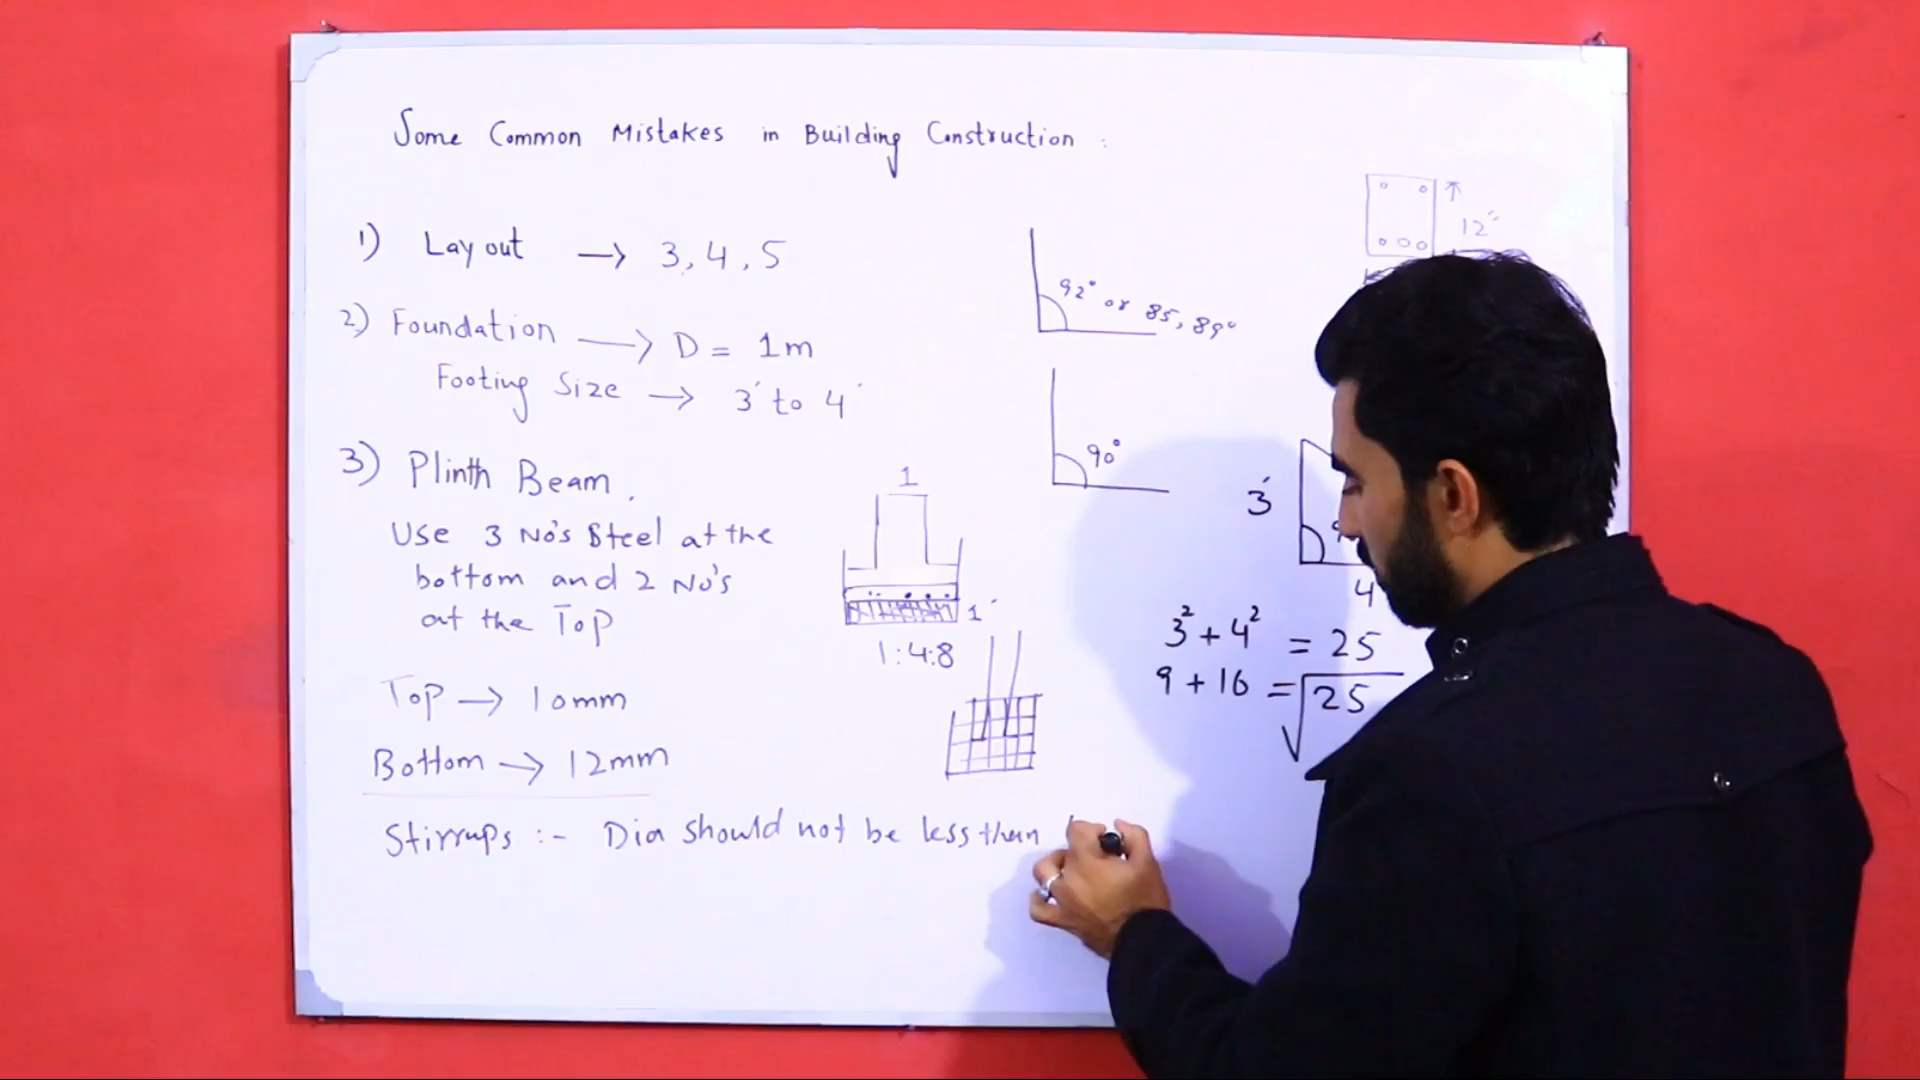 Some Common Mistakes in Building Construction :
1) Lay out → 3, 4, 5
2) Foundation → D = 1m
Footing Size → 3' to 4'
3) Plinth Beam.
Use 3 No's Steel at the
bottom and 2 No's
at the Top
Top → 10mm
Bottom → 12mm
Stirrups :- Dia should not be less than
1
1'
1:4:8
92° or 85, 89°
90°
12"
3'
4
3² + 4² = 25
9 + 16 = √25